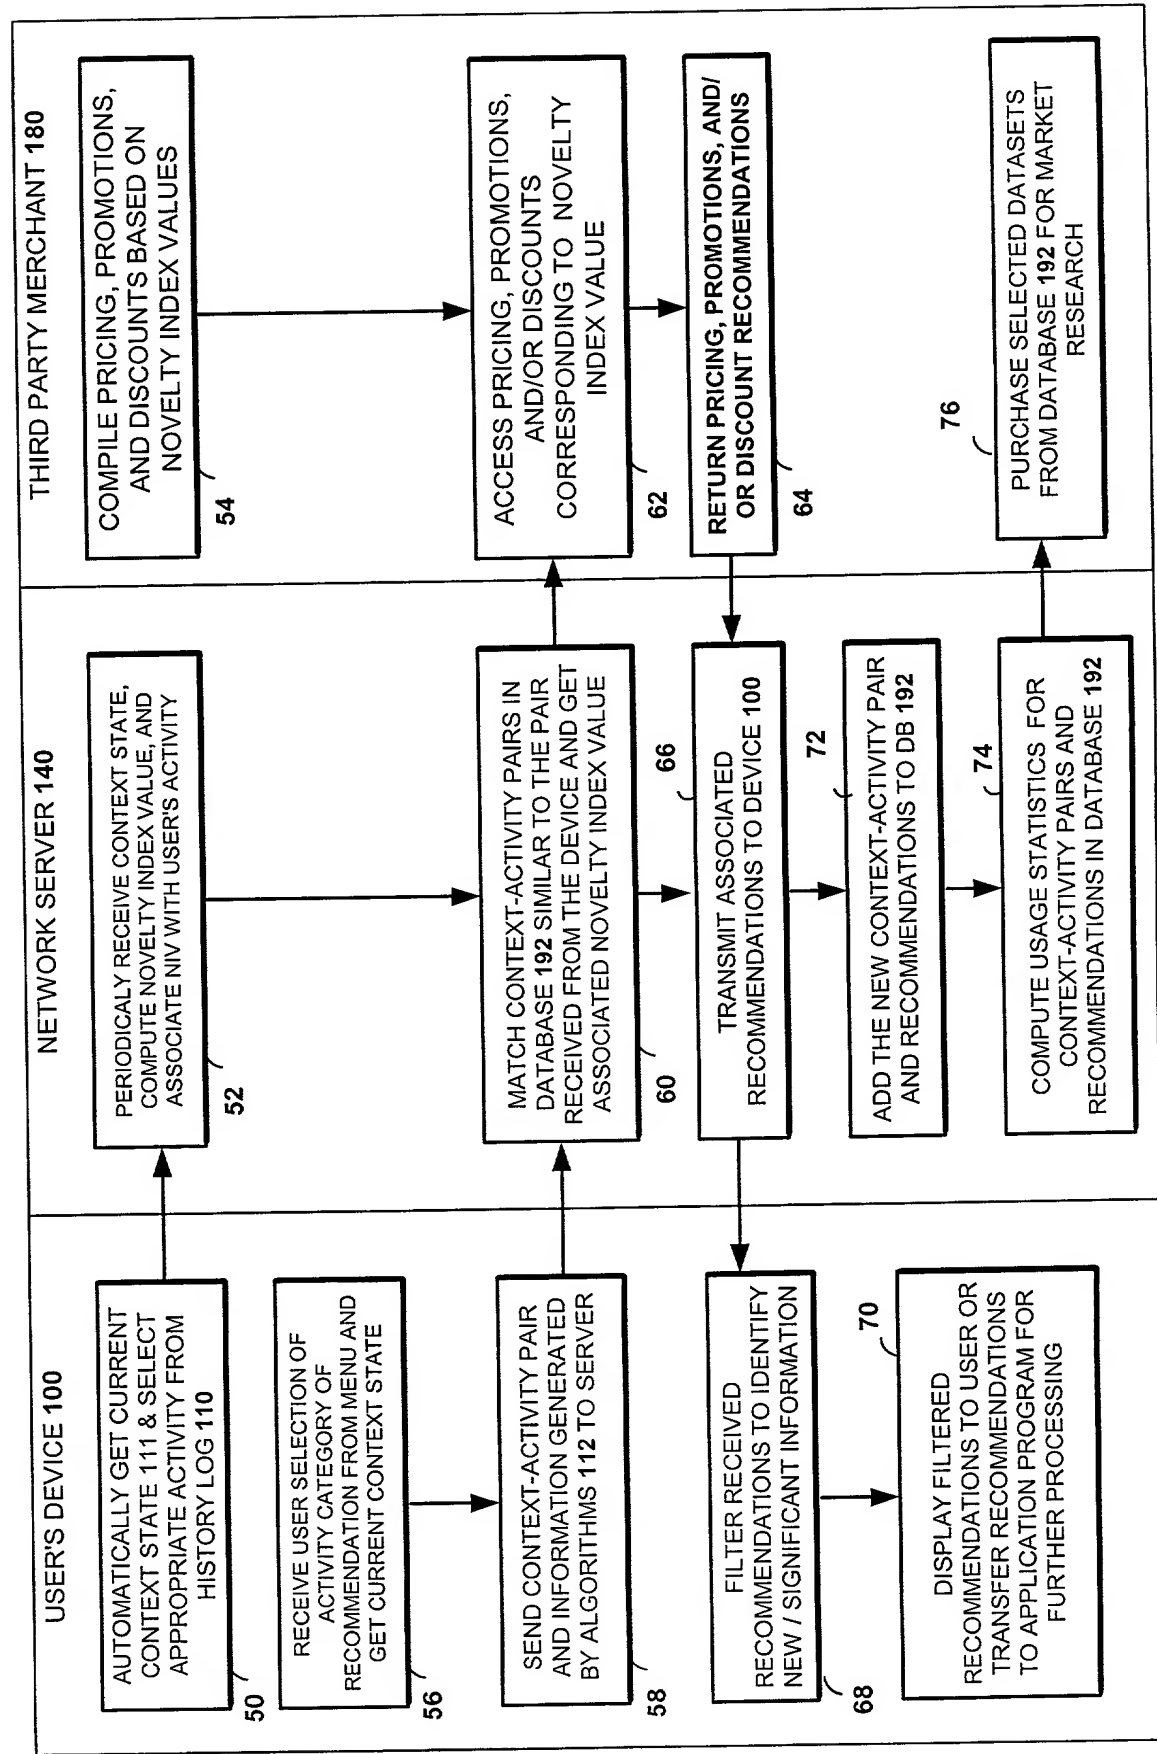 USER'S DEVICE 100
AUTOMATICALLY GET CURRENT
CONTEXT STATE 111 & SELECT
APPROPRIATE ACTIVITY FROM
HISTORY LOG 110
50
RECEIVE USER SELECTION OF
ACTIVITY CATEGORY OF
RECOMMENDATION FROM MENU AND
GET CURRENT CONTEXT STATE
56
SEND CONTEXT-ACTIVITY PAIR
AND INFORMATION GENERATED
BY ALGORITHMS 112 TO SERVER
58
FILTER RECEIVED
RECOMMENDATIONS TO IDENTIFY
NEW / SIGNIFICANT INFORMATION
68
DISPLAY FILTERED
RECOMMENDATIONS TO USER OR
TRANSFER RECOMMENDATIONS
TO APPLICATION PROGRAM FOR
FURTHER PROCESSING
70
NETWORK SERVER 140
PERIODICALY RECEIVE CONTEXT STATE,
COMPUTE NOVELTY INDEX VALUE, AND
ASSOCIATE NIV WITH USER'S ACTIVITY
52
MATCH CONTEXT-ACTIVITY PAIRS IN
DATABASE 192 SIMILAR TO THE PAIR
RECEIVED FROM THE DEVICE AND GET
ASSOCIATED NOVELTY INDEX VALUE
60
TRANSMIT ASSOCIATED
RECOMMENDATIONS TO DEVICE 100
66
ADD THE NEW CONTEXT-ACTIVITY PAIR
AND RECOMMENDATIONS TO DB 192
72
COMPUTE USAGE STATISTICS FOR
CONTEXT-ACTIVITY PAIRS AND
RECOMMENDATIONS IN DATABASE 192
74
THIRD PARTY MERCHANT 180
COMPILE PRICING, PROMOTIONS,
AND DISCOUNTS BASED ON
NOVELTY INDEX VALUES
54
ACCESS PRICING, PROMOTIONS,
AND/OR DISCOUNTS
CORRESPONDING TO NOVELTY
INDEX VALUE
62
RETURN PRICING, PROMOTIONS, AND/
OR DISCOUNT RECOMENDATIONS
64
PURCHASE SELECTED DATASETS
FROM DATABASE 192 FOR MARKET
RESEARCH
76